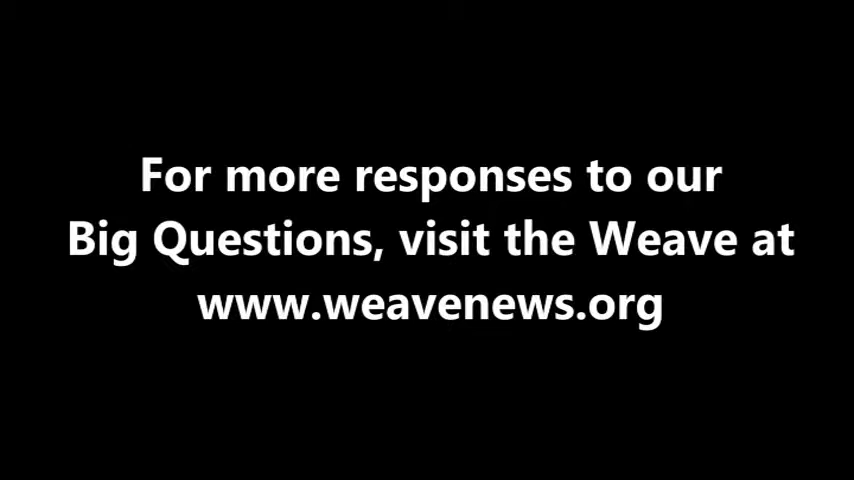 For more responses to our
Big Questions, visit the Weave at
www.weavenews.org